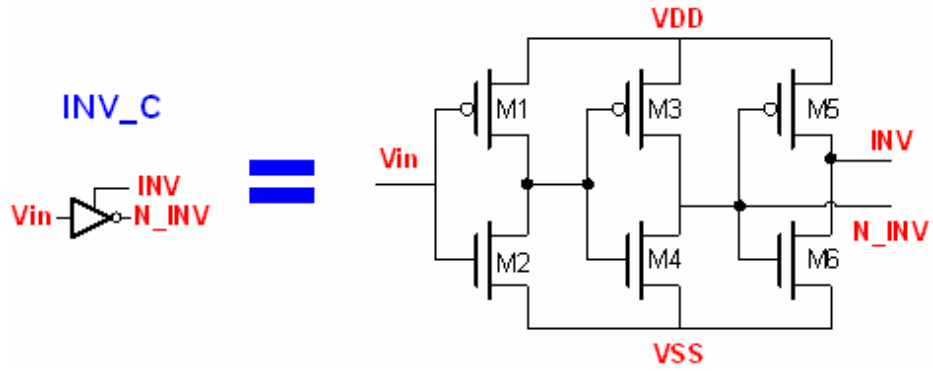 INV_C
INV
Vin
N_INV
VDD
M1
M3
M5
Vin
INV
N_INV
M2
M4
M6
VSS